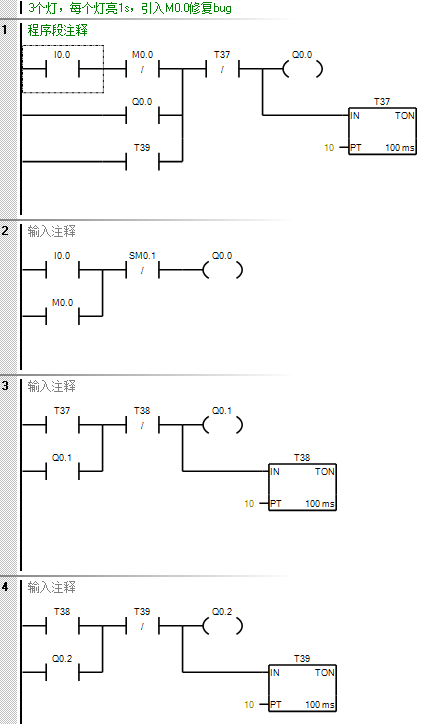 3个灯，每个灯亮1s，引入M0.0修复bug
1 程序段注释
I0.0 M0.0 T37 Q0.0
/ /
Q0.0 T37
IN TON
T39
10 PT 100 ms
2 输入注释
I0.0 SM0.1 Q0.0
/
M0.0
3 输入注释
T37 T38 Q0.1
/
Q0.1 T38
IN TON
10 PT 100 ms
4 输入注释
T38 T39 Q0.2
/
Q0.2 T39
IN TON
10 PT 100 ms